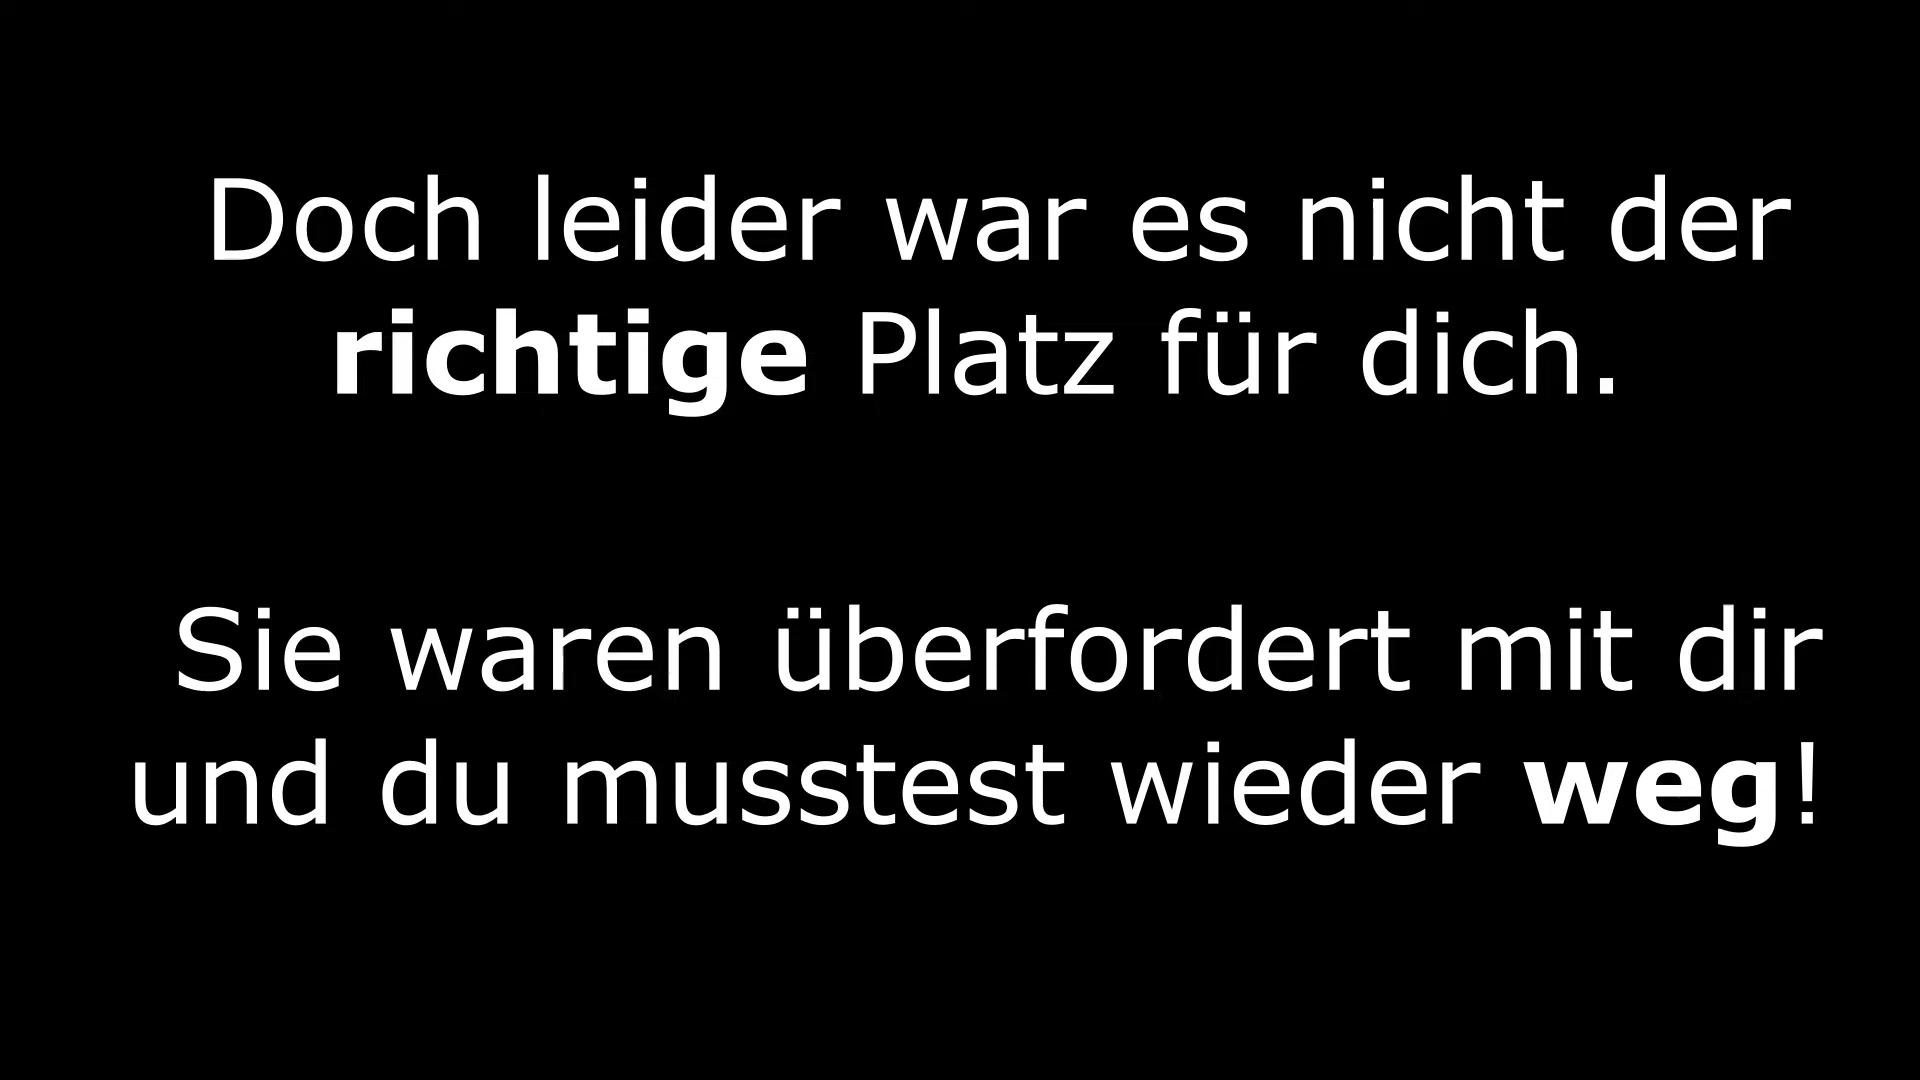 Doch leider war es nicht der
richtige Platz für dich.
Sie waren überfordert mit dir
und du musstest wieder weg!